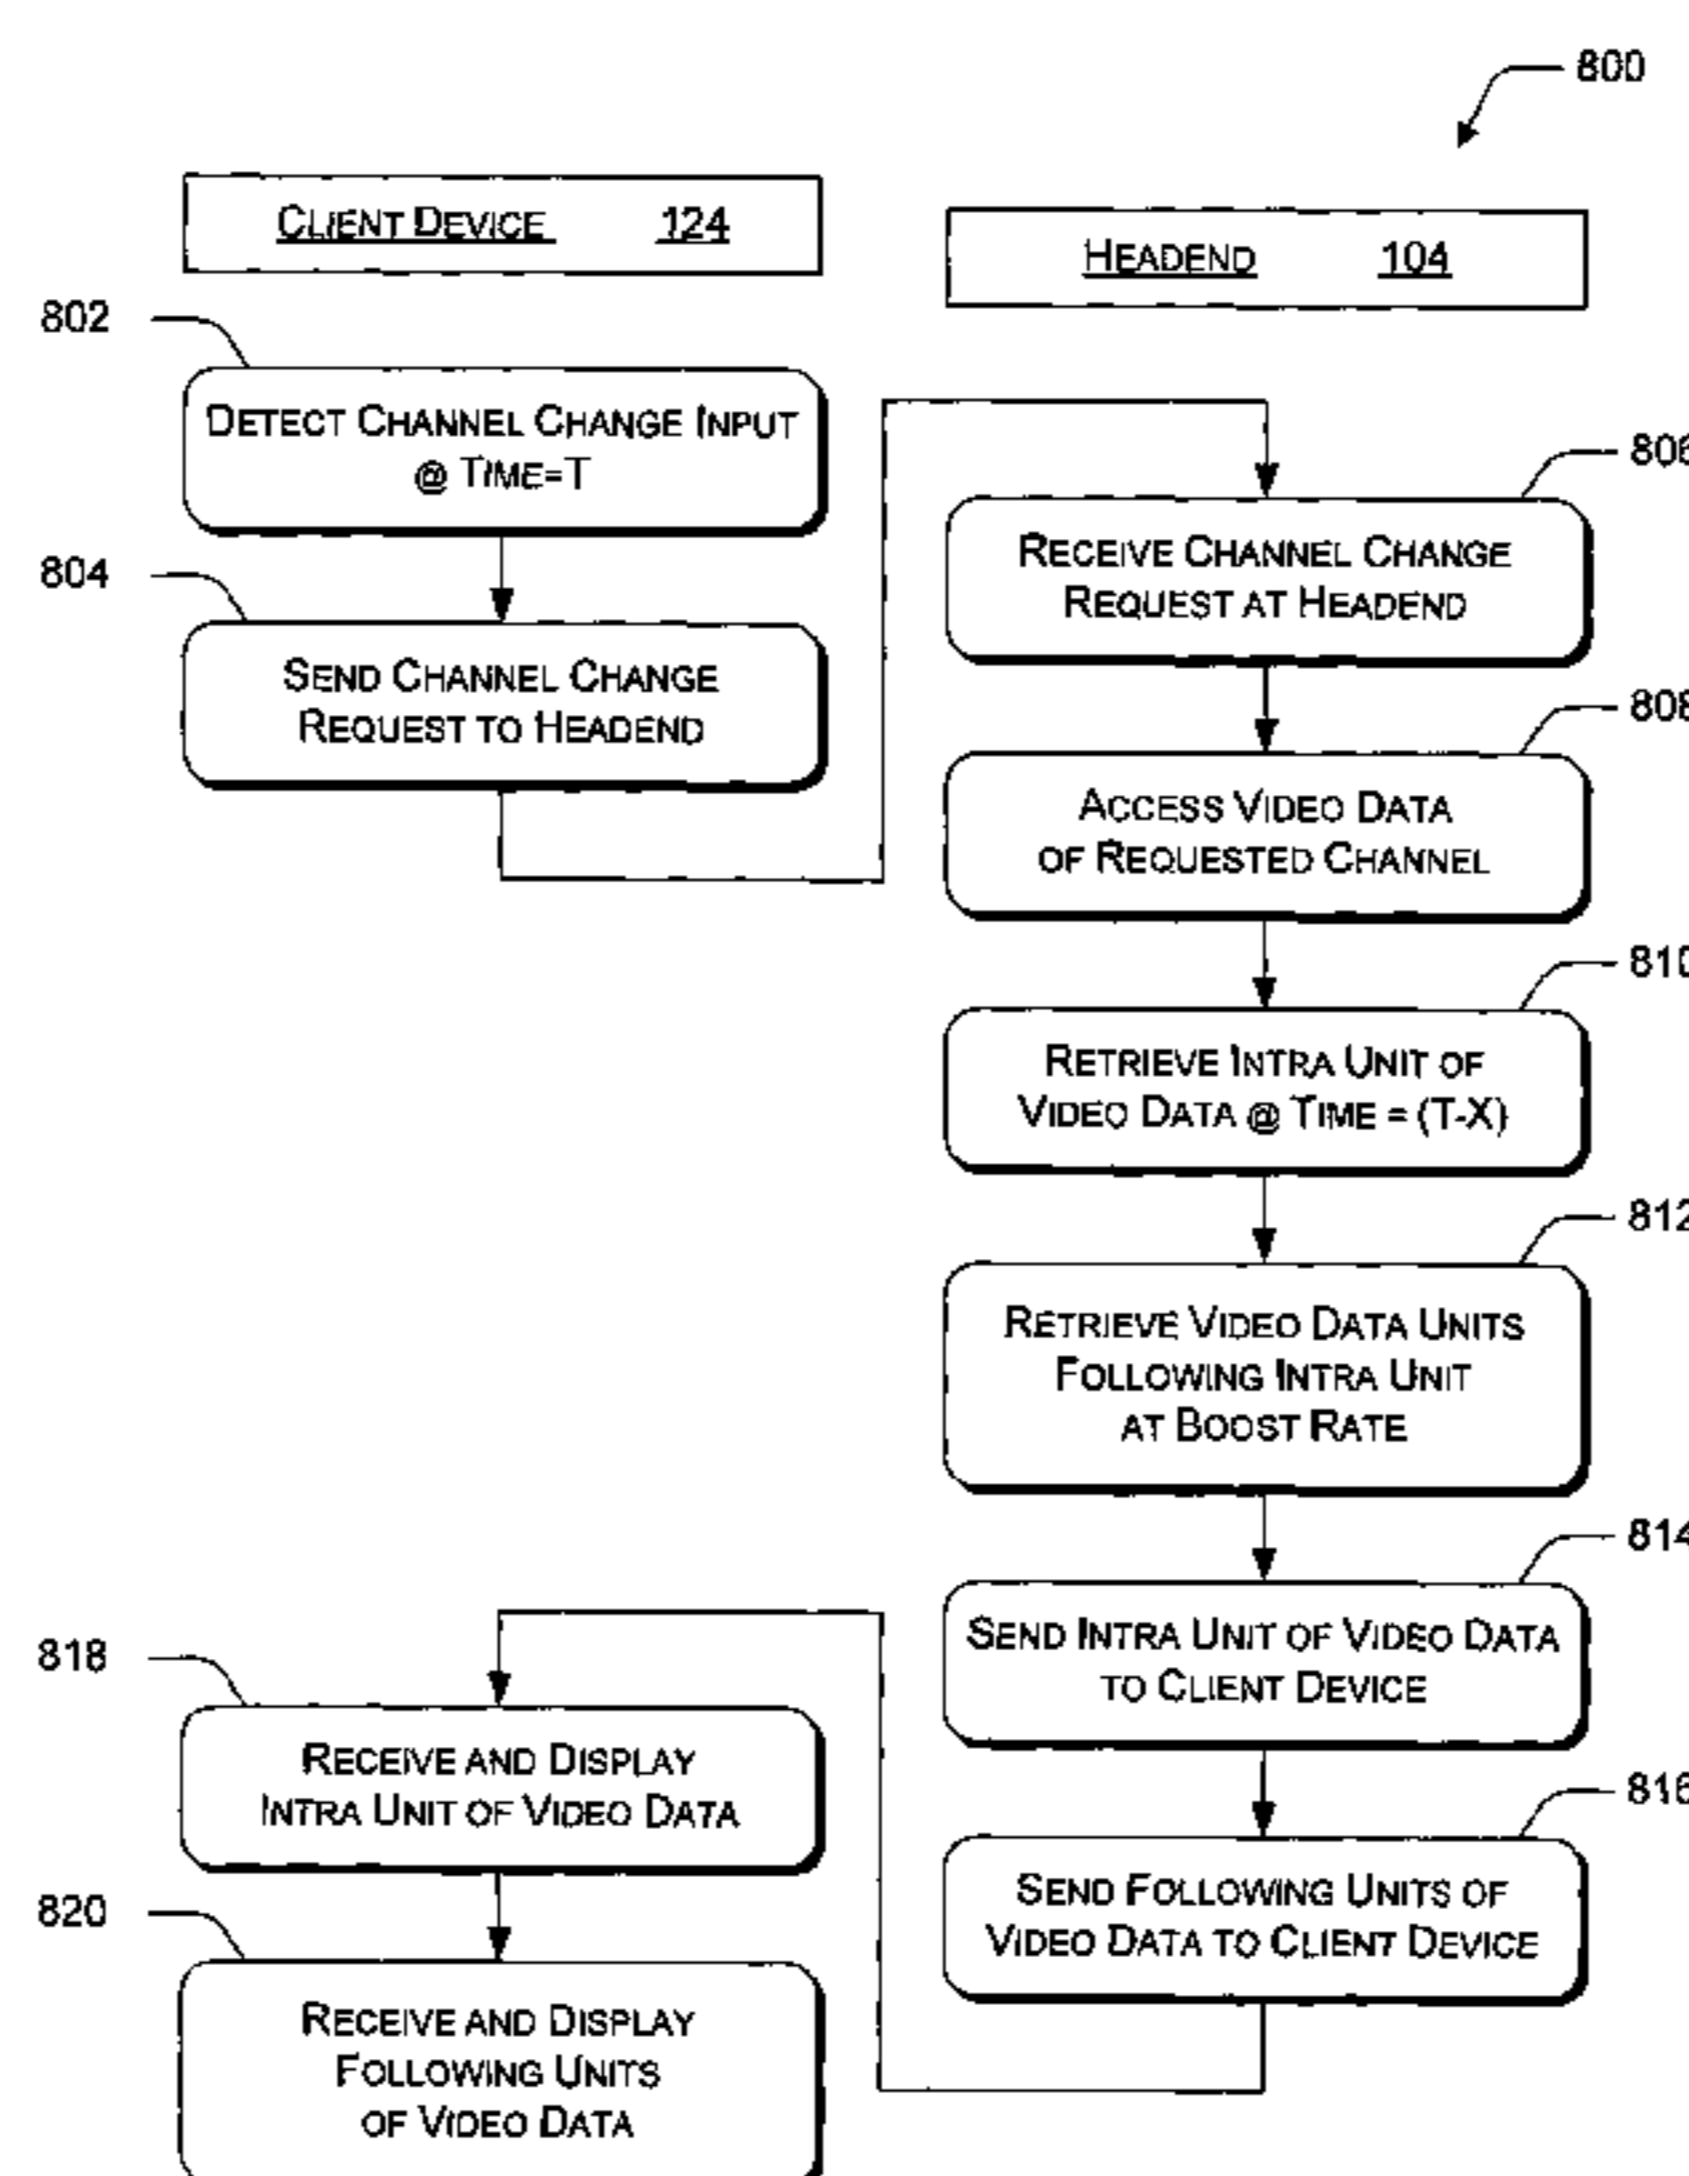 800
CLIENT DEVICE 124
HEADEND 104
802
DETECT CHANNEL CHANGE INPUT
@ TIME=T
804
SEND CHANNEL CHANGE
REQUEST TO HEADEND
806
RECEIVE CHANNEL CHANGE
REQUEST AT HEADEND
808
ACCESS VIDEO DATA
OF REQUESTED CHANNEL
810
RETRIEVE INTRA UNIT OF
VIDEO DATA @ TIME = (T-X)
812
RETRIEVE VIDEO DATA UNITS
FOLLOWING INTRA UNIT
AT BOOST RATE
814
SEND INTRA UNIT OF VIDEO DATA
TO CLIENT DEVICE
816
SEND FOLLOWING UNITS OF
VIDEO DATA TO CLIENT DEVICE
818
RECEIVE AND DISPLAY
INTRA UNIT OF VIDEO DATA
820
RECEIVE AND DISPLAY
FOLLOWING UNITS
OF VIDEO DATA